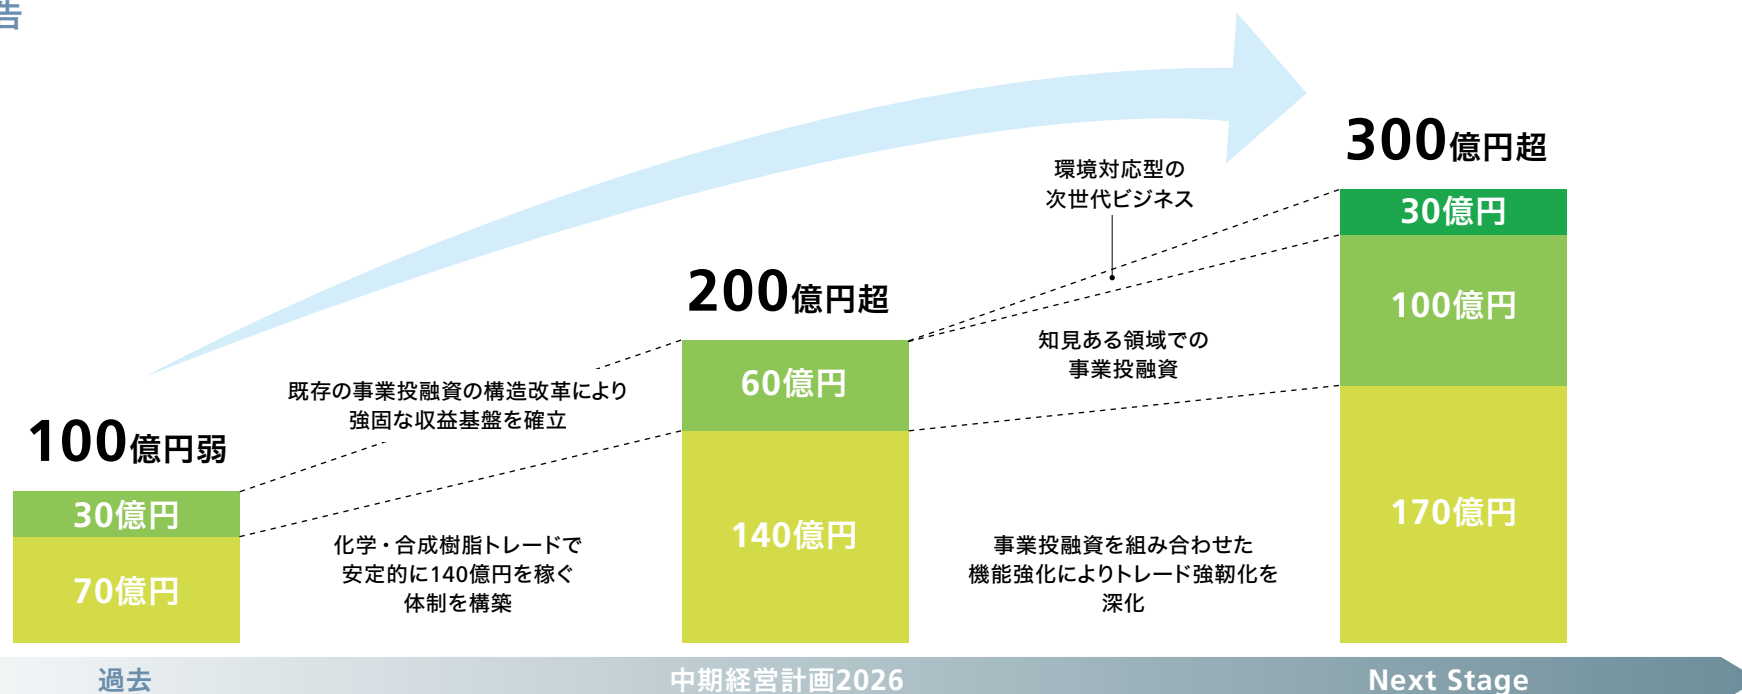 告
300億円超
環境対応型の
次世代ビジネス
30億円
100億円
170億円
200億円超
知見ある領域での
事業投融資
60億円
140億円
既存の事業投融資の構造改革により
強固な収益基盤を確立
100億円弱
30億円
70億円
化学・合成樹脂トレードで
安定的に140億円を稼ぐ
体制を構築
事業投融資を組み合わせた
機能強化によりトレード強靭化を
深化
過去
中期経営計画2026
Next Stage